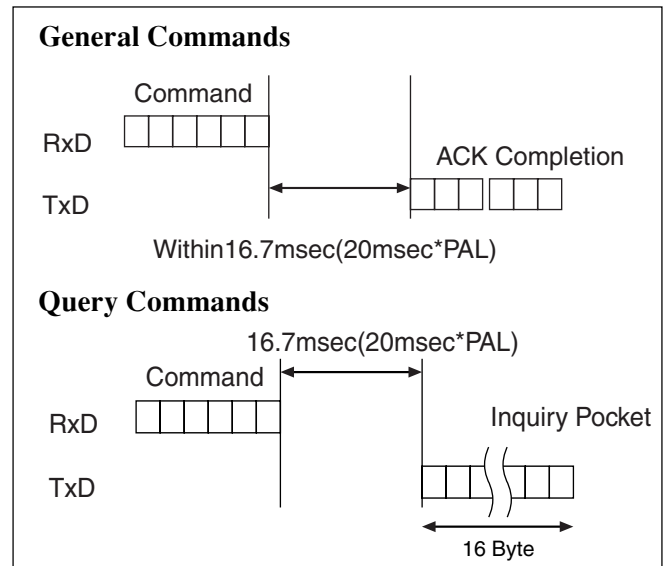 General Commands
Command
RxD
ACK Completion
TxD
Within16.7msec(20msec*PAL)
Query Commands
16.7msec(20msec*PAL)
Command
RxD
Inquiry Pocket
TxD
16 Byte